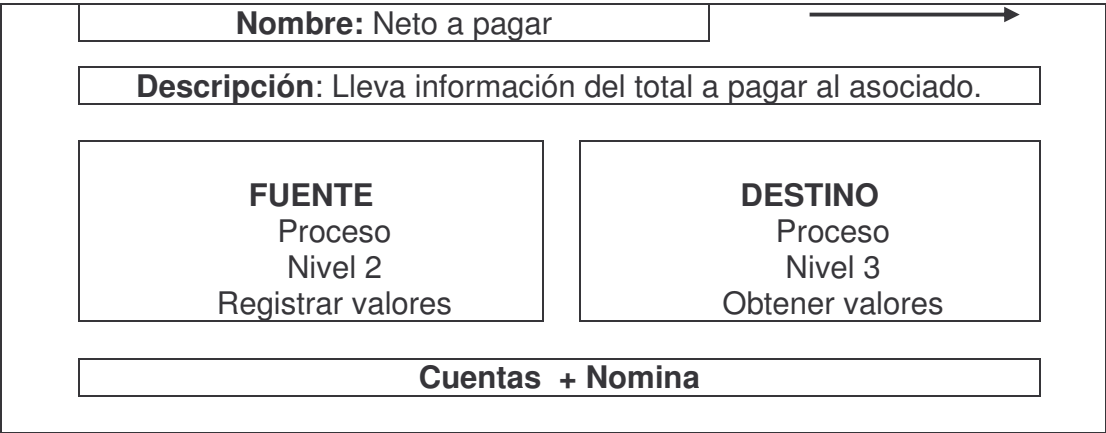 Nombre: Neto a pagar
Descripción: Lleva información del total a pagar al asociado.
FUENTE
Proceso
Nivel 2
Registrar valores
DESTINO
Proceso
Nivel 3
Obtener valores
Cuentas + Nomina